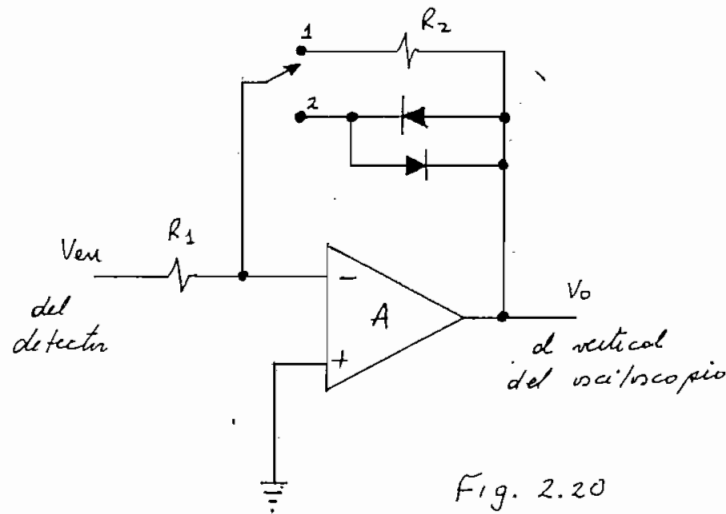 1
R2
2
Ven
R1
del
detector
-
A
+
Vo
al vertical
del osciloscopio
Fig. 2.20